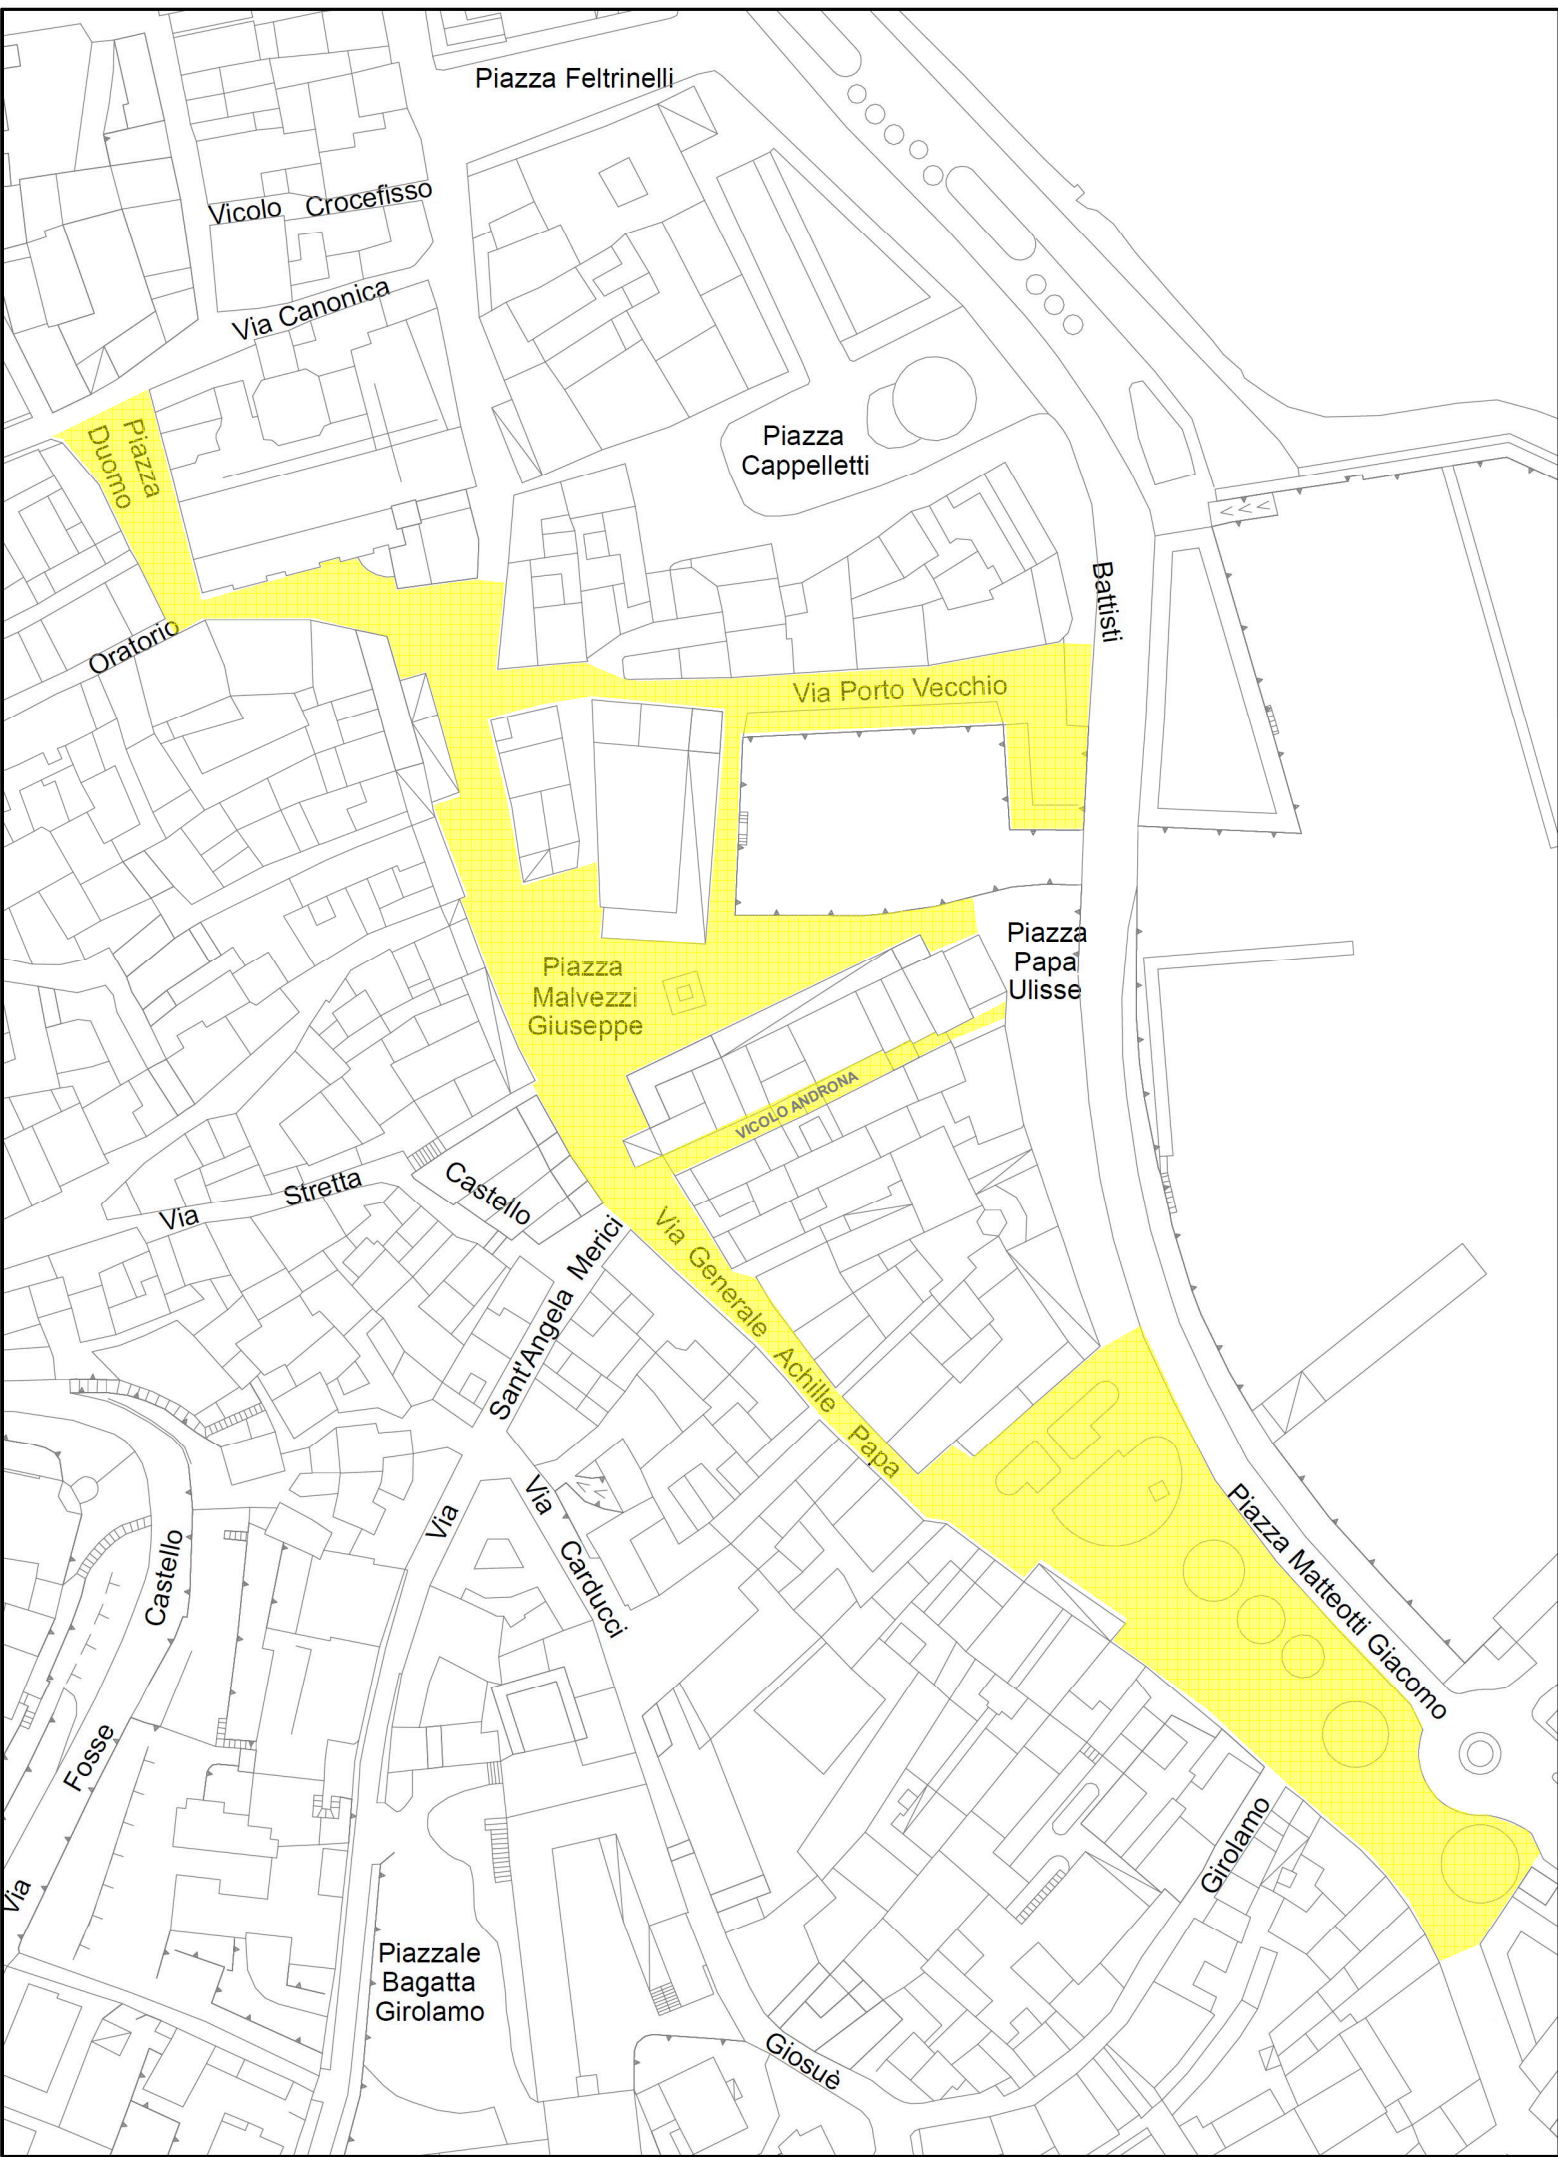 Piazza Feltrinelli
Vicolo Crocefisso
Via Canonica
Piazza
Duomo
Piazza
Cappelletti
Battisti
Oratorio
Via Porto Vecchio
Piazza
Papa
Ulisse
Piazza
Malvezzi
Giuseppe
VICOLO ANDRONA
Via Stretta
Castello
Sant'Angela Merici
Via Generale Achille Papa
Piazza Matteotti Giacomo
Via
Via Carducci
Castello
Fosse
Via
Girolamo
Piazzale
Bagatta
Girolamo
Giosuè